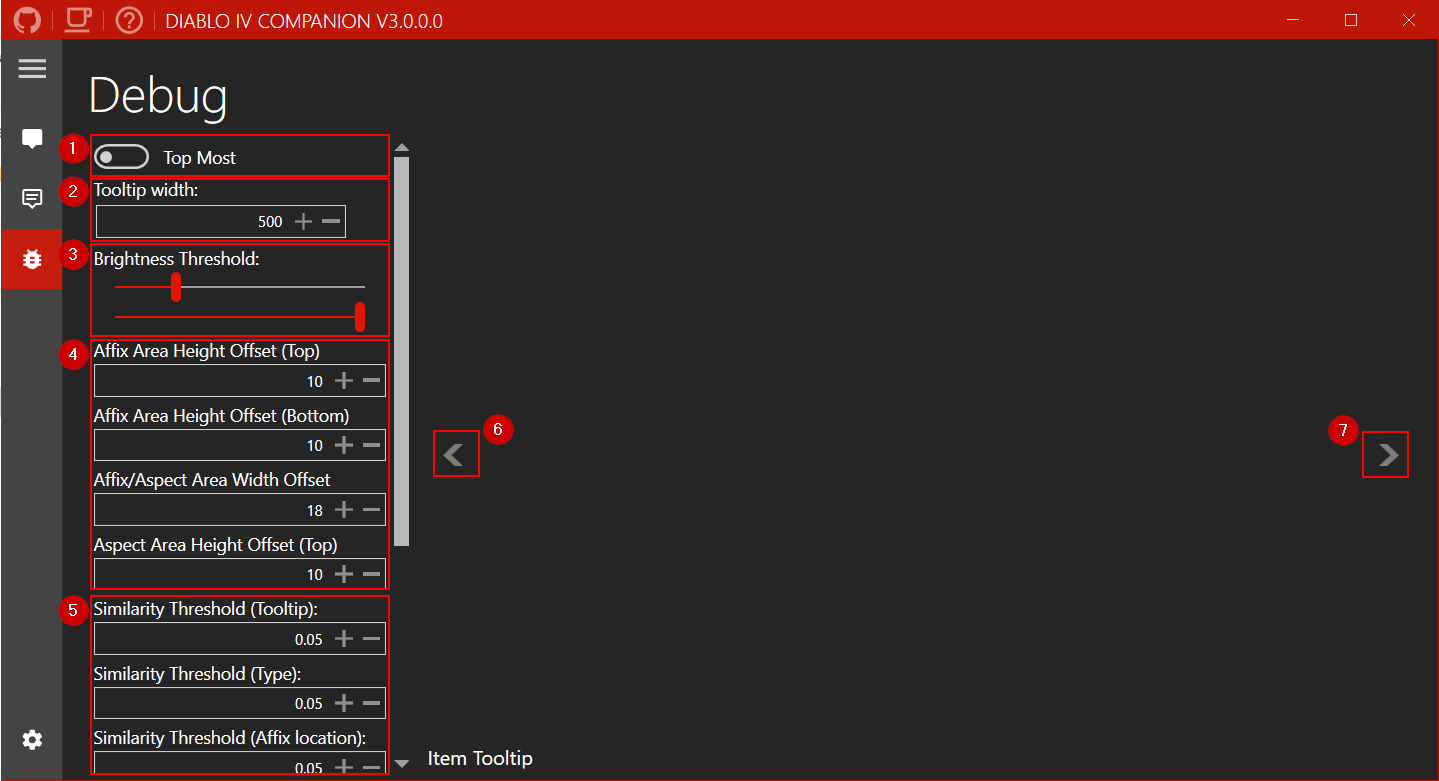 DIABLO IV COMPANION V3.0.0.0
Debug
1
Top Most
2
Tooltip width:
500
3
Brightness Threshold:
4
Affix Area Height Offset (Top)
10
Affix Area Height Offset (Bottom)
10
Affix/Aspect Area Width Offset
18
Aspect Area Height Offset (Top)
10
5
Similarity Threshold (Tooltip):
0.05
Similarity Threshold (Type):
0.05
Similarity Threshold (Affix location):
0.05
6
7
Item Tooltip